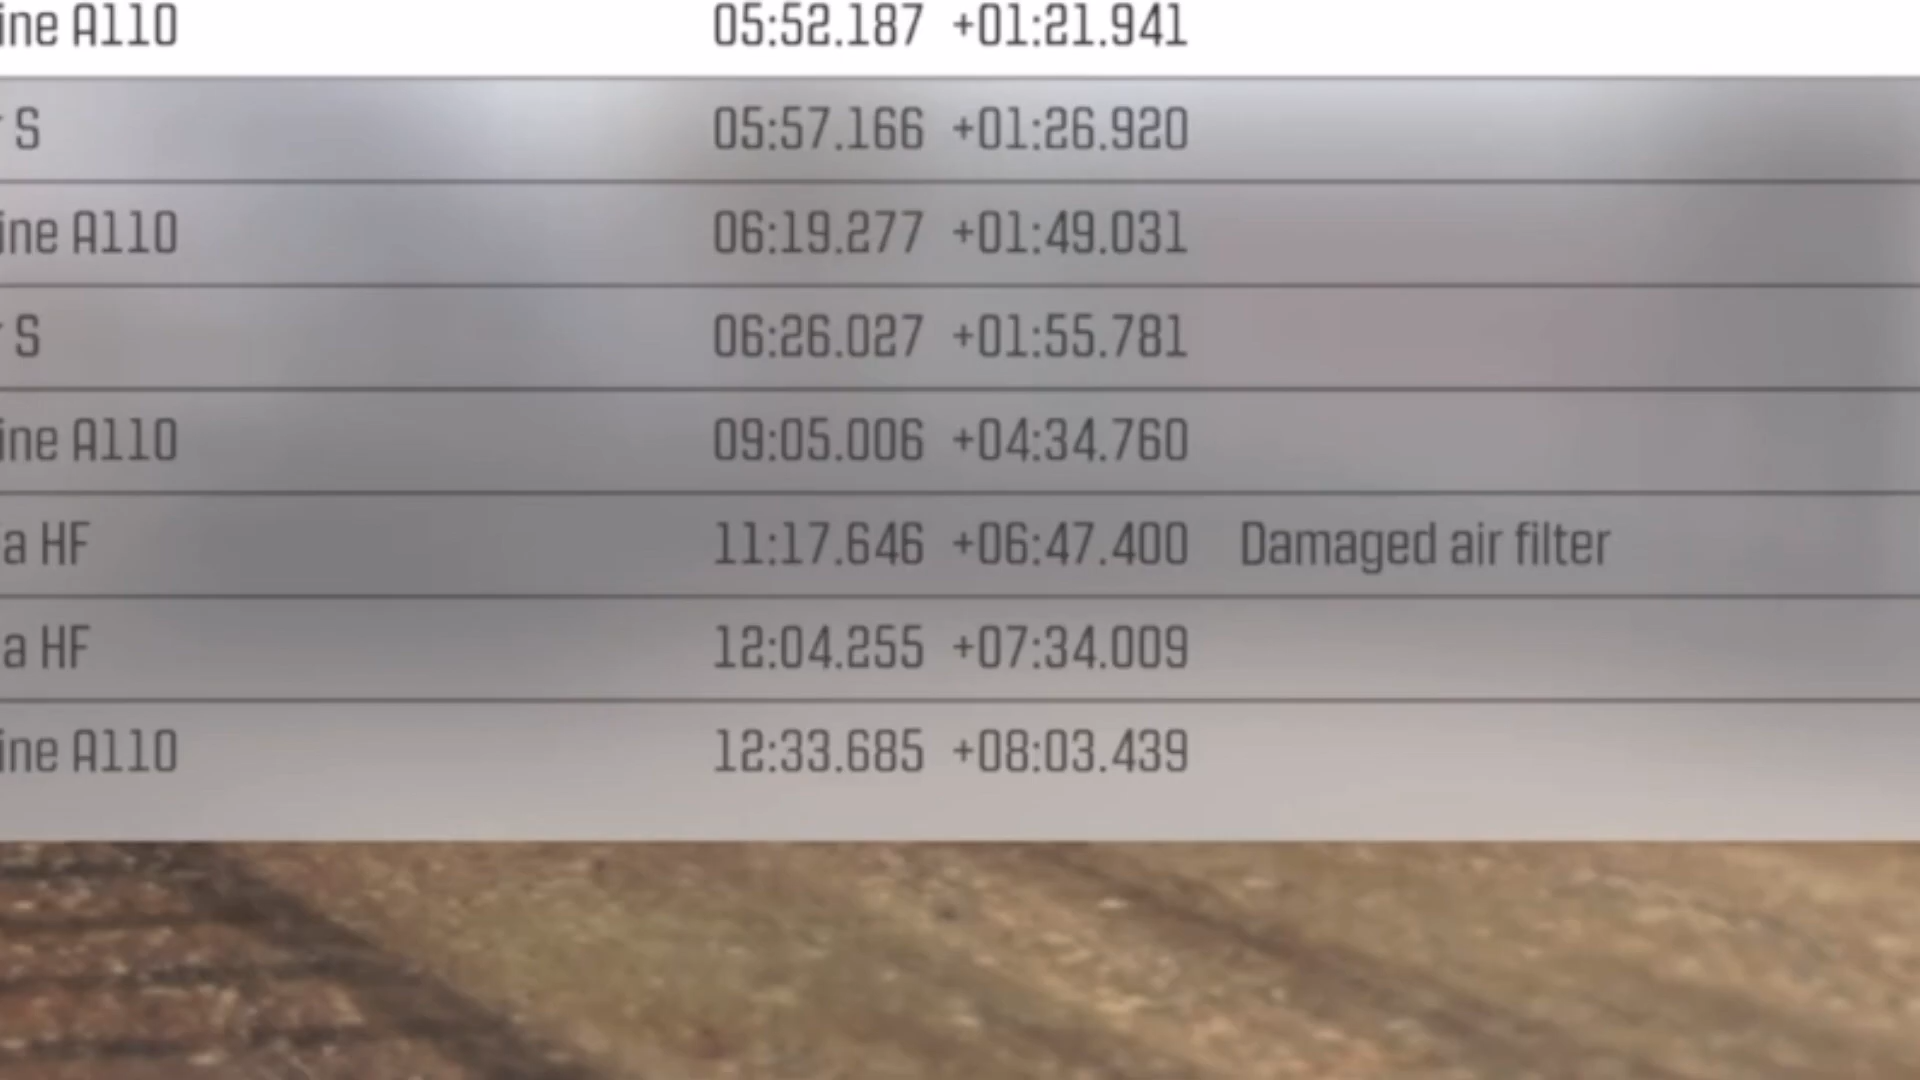 ine A110 05:52.187 +01:21.941
S 05:57.166 +01:26.920
ine A110 06:19.277 +01:49.031
S 06:26.027 +01:55.781
ine A110 09:05.006 +04:34.760
a HF 11:17.646 +06:47.400 Damaged air filter
a HF 12:04.255 +07:34.009
ine A110 12:33.685 +08:03.439